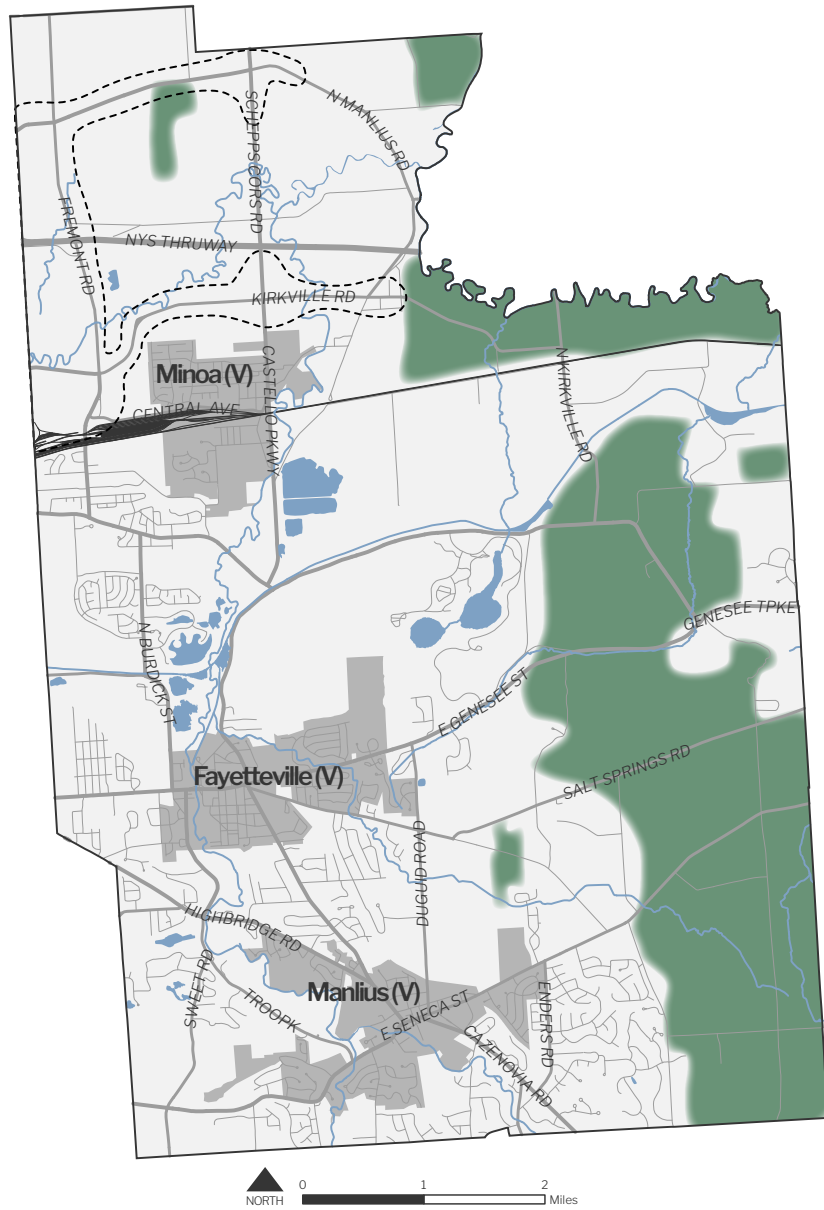 N MANLIUS RD
SCHEPPS CORS RD
FREMONT RD
NYS THRUWAY
KIRKVILLE RD
Minoa (V)
CENTRAL AVE
CASTELLO PKWY
N KIRKVILLE RD
GENESEE TPKE
N BURDICK ST
E GENESEE ST
Fayetteville (V)
SALT SPRINGS RD
DUGUID ROAD
HIGHBRIDGE RD
SWEET RD
TROOP K
Manlius (V)
E SENECA ST
ENDERS RD
CAZENOVIA RD
NORTH
0 1 2
Miles